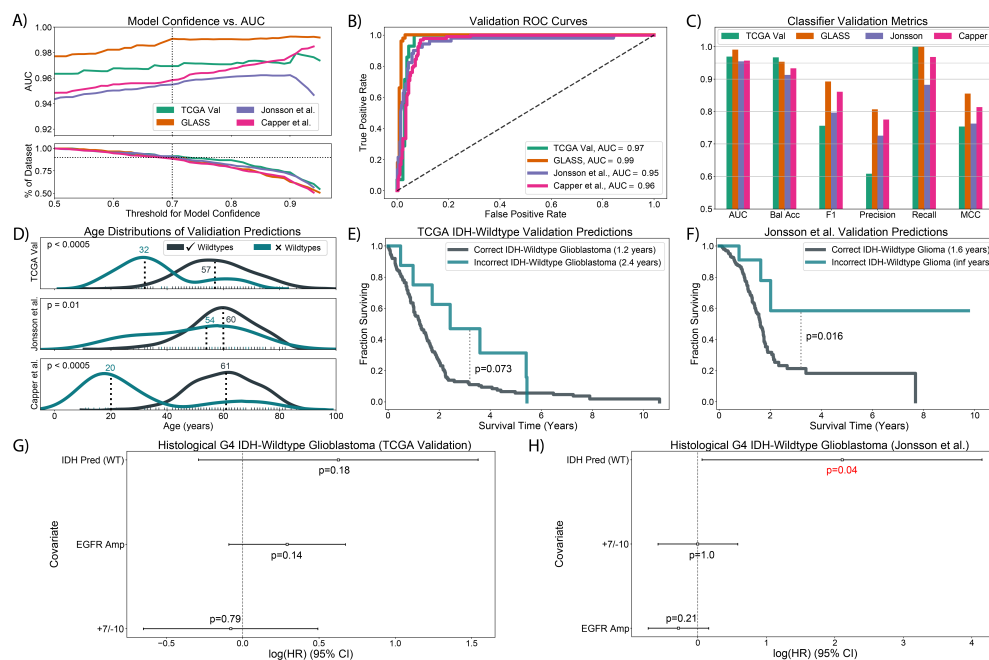 A)
Model Confidence vs. AUC
1.00
0.98
0.96
0.94
0.92
AUC
TCGA Val
GLASS
Jonsson et al.
Capper et al.
1.00
0.75
0.50
% of Dataset
0.5 0.6 0.7 0.8 0.9 1.0
Threshold for Model Confidence
B)
Validation ROC Curves
1.0
0.8
0.6
0.4
0.2
0.0
True Positive Rate
TCGA Val, AUC = 0.97
GLASS, AUC = 0.99
Jonsson et al., AUC = 0.95
Capper et al., AUC = 0.96
0.0 0.2 0.4 0.6 0.8 1.0
False Positive Rate
C)
Classifier Validation Metrics
TCGA Val GLASS Jonsson Capper
1.0
0.9
0.8
0.7
0.6
0.5
AUC Bal Acc F1 Precision Recall MCC
D)
Age Distributions of Validation Predictions
p < 0.0005
32
57
✓ Wildtypes
× Wildtypes
TCGA Val
p = 0.01
54
60
Jonsson et al.
p < 0.0005
20
61
Capper et al.
0 20 40 60 80 100
Age (years)
E)
TCGA IDH-Wildtype Validation Predictions
Correct IDH-Wildtype Glioblastoma (1.2 years)
Incorrect IDH-Wildtype Glioblastoma (2.4 years)
1.0
0.8
0.6
0.4
0.2
0.0
Fraction Surviving
p=0.073
0 2 4 6 8 10
Survival Time (Years)
F)
Jonsson et al. Validation Predictions
Correct IDH-Wildtype Glioma (1.6 years)
Incorrect IDH-Wildtype Glioma (inf years
1.0
0.8
0.6
0.4
0.2
0.0
Fraction Surviving
p=0.016
0 2 4 6 8 10
Survival Time (Years)
G)
Histological G4 IDH-Wildtype Glioblastoma (TCGA Validation)
IDH Pred (WT)
p=0.18
EGFR Amp
p=0.14
+7/-10
p=0.79
Covariate
−0.5 0.0 0.5 1.0 1.5
log(HR) (95% CI)
H)
Histological G4 IDH-Wildtype Glioblastoma (Jonsson et al.)
IDH Pred (WT)
p=0.04
+7/-10
p=1.0
EGFR Amp
p=0.21
Covariate
0 1 2 3 4
log(HR) (95% CI)